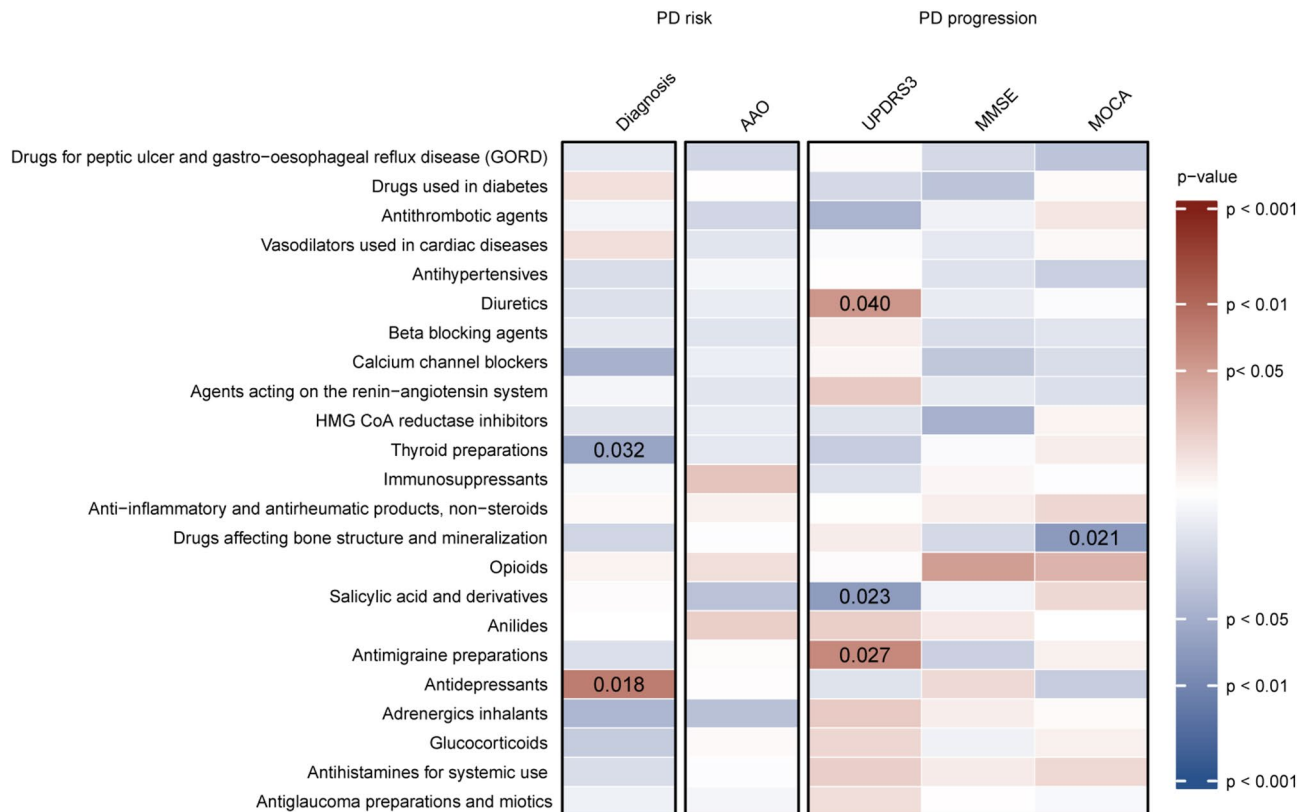 PD risk PD progression
Diagnosis AAO UPDRS3 MMSE MOCA
Drugs for peptic ulcer and gastro−oesophageal reflux disease (GORD)
Drugs used in diabetes
Antithrombotic agents
Vasodilators used in cardiac diseases
Antihypertensives
Diuretics 0.040
Beta blocking agents
Calcium channel blockers
Agents acting on the renin−angiotensin system
HMG CoA reductase inhibitors
Thyroid preparations 0.032
Immunosuppressants
Anti−inflammatory and antirheumatic products, non−steroids
Drugs affecting bone structure and mineralization 0.021
Opioids
Salicylic acid and derivatives 0.023
Anilides
Antimigraine preparations 0.027
Antidepressants 0.018
Adrenergics inhalants
Glucocorticoids
Antihistamines for systemic use
Antiglaucoma preparations and miotics
p−value
p < 0.001
p < 0.01
p< 0.05
p < 0.05
p < 0.01
p < 0.001